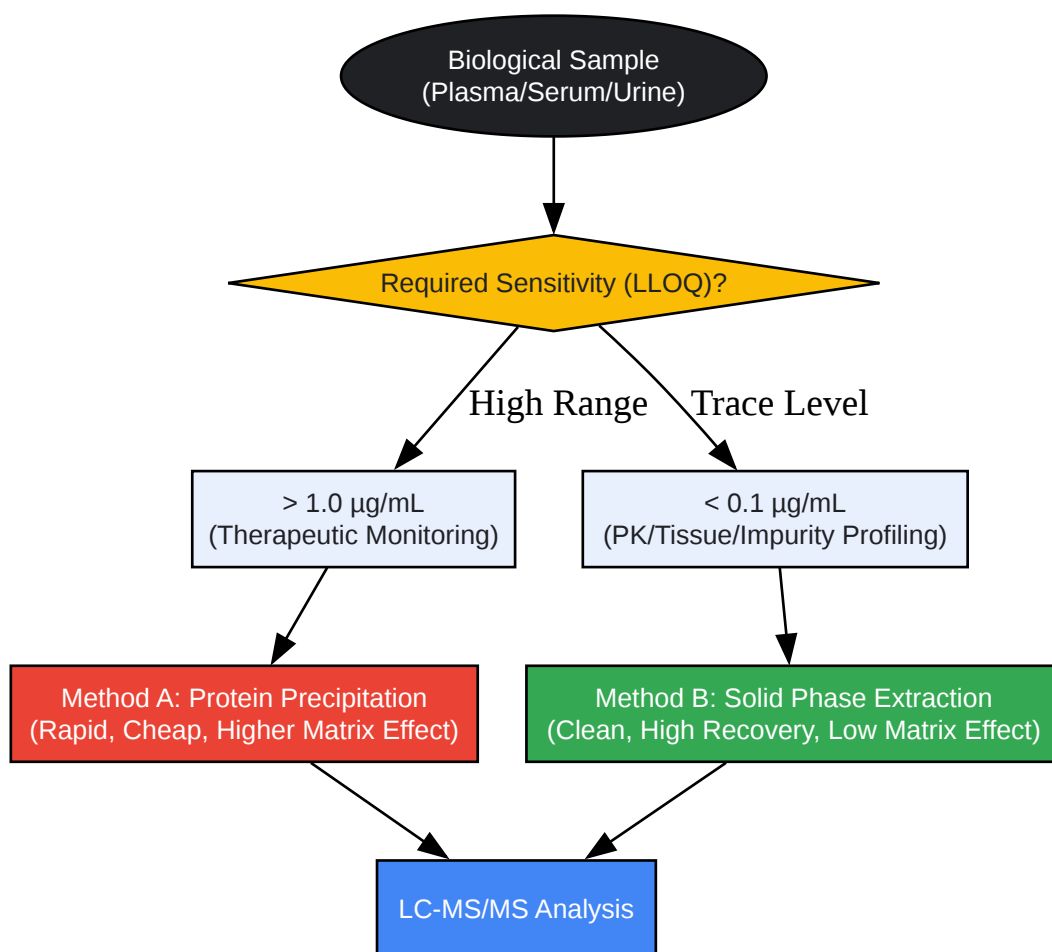 Biological Sample
(Plasma/Serum/Urine)
Required Sensitivity (LLOQ)?
High Range
Trace Level
> 1.0 µg/mL
(Therapeutic Monitoring)
< 0.1 µg/mL
(PK/Tissue/Impurity Profiling)
Method A: Protein Precipitation
(Rapid, Cheap, Higher Matrix Effect)
Method B: Solid Phase Extraction
(Clean, High Recovery, Low Matrix Effect)
LC-MS/MS Analysis